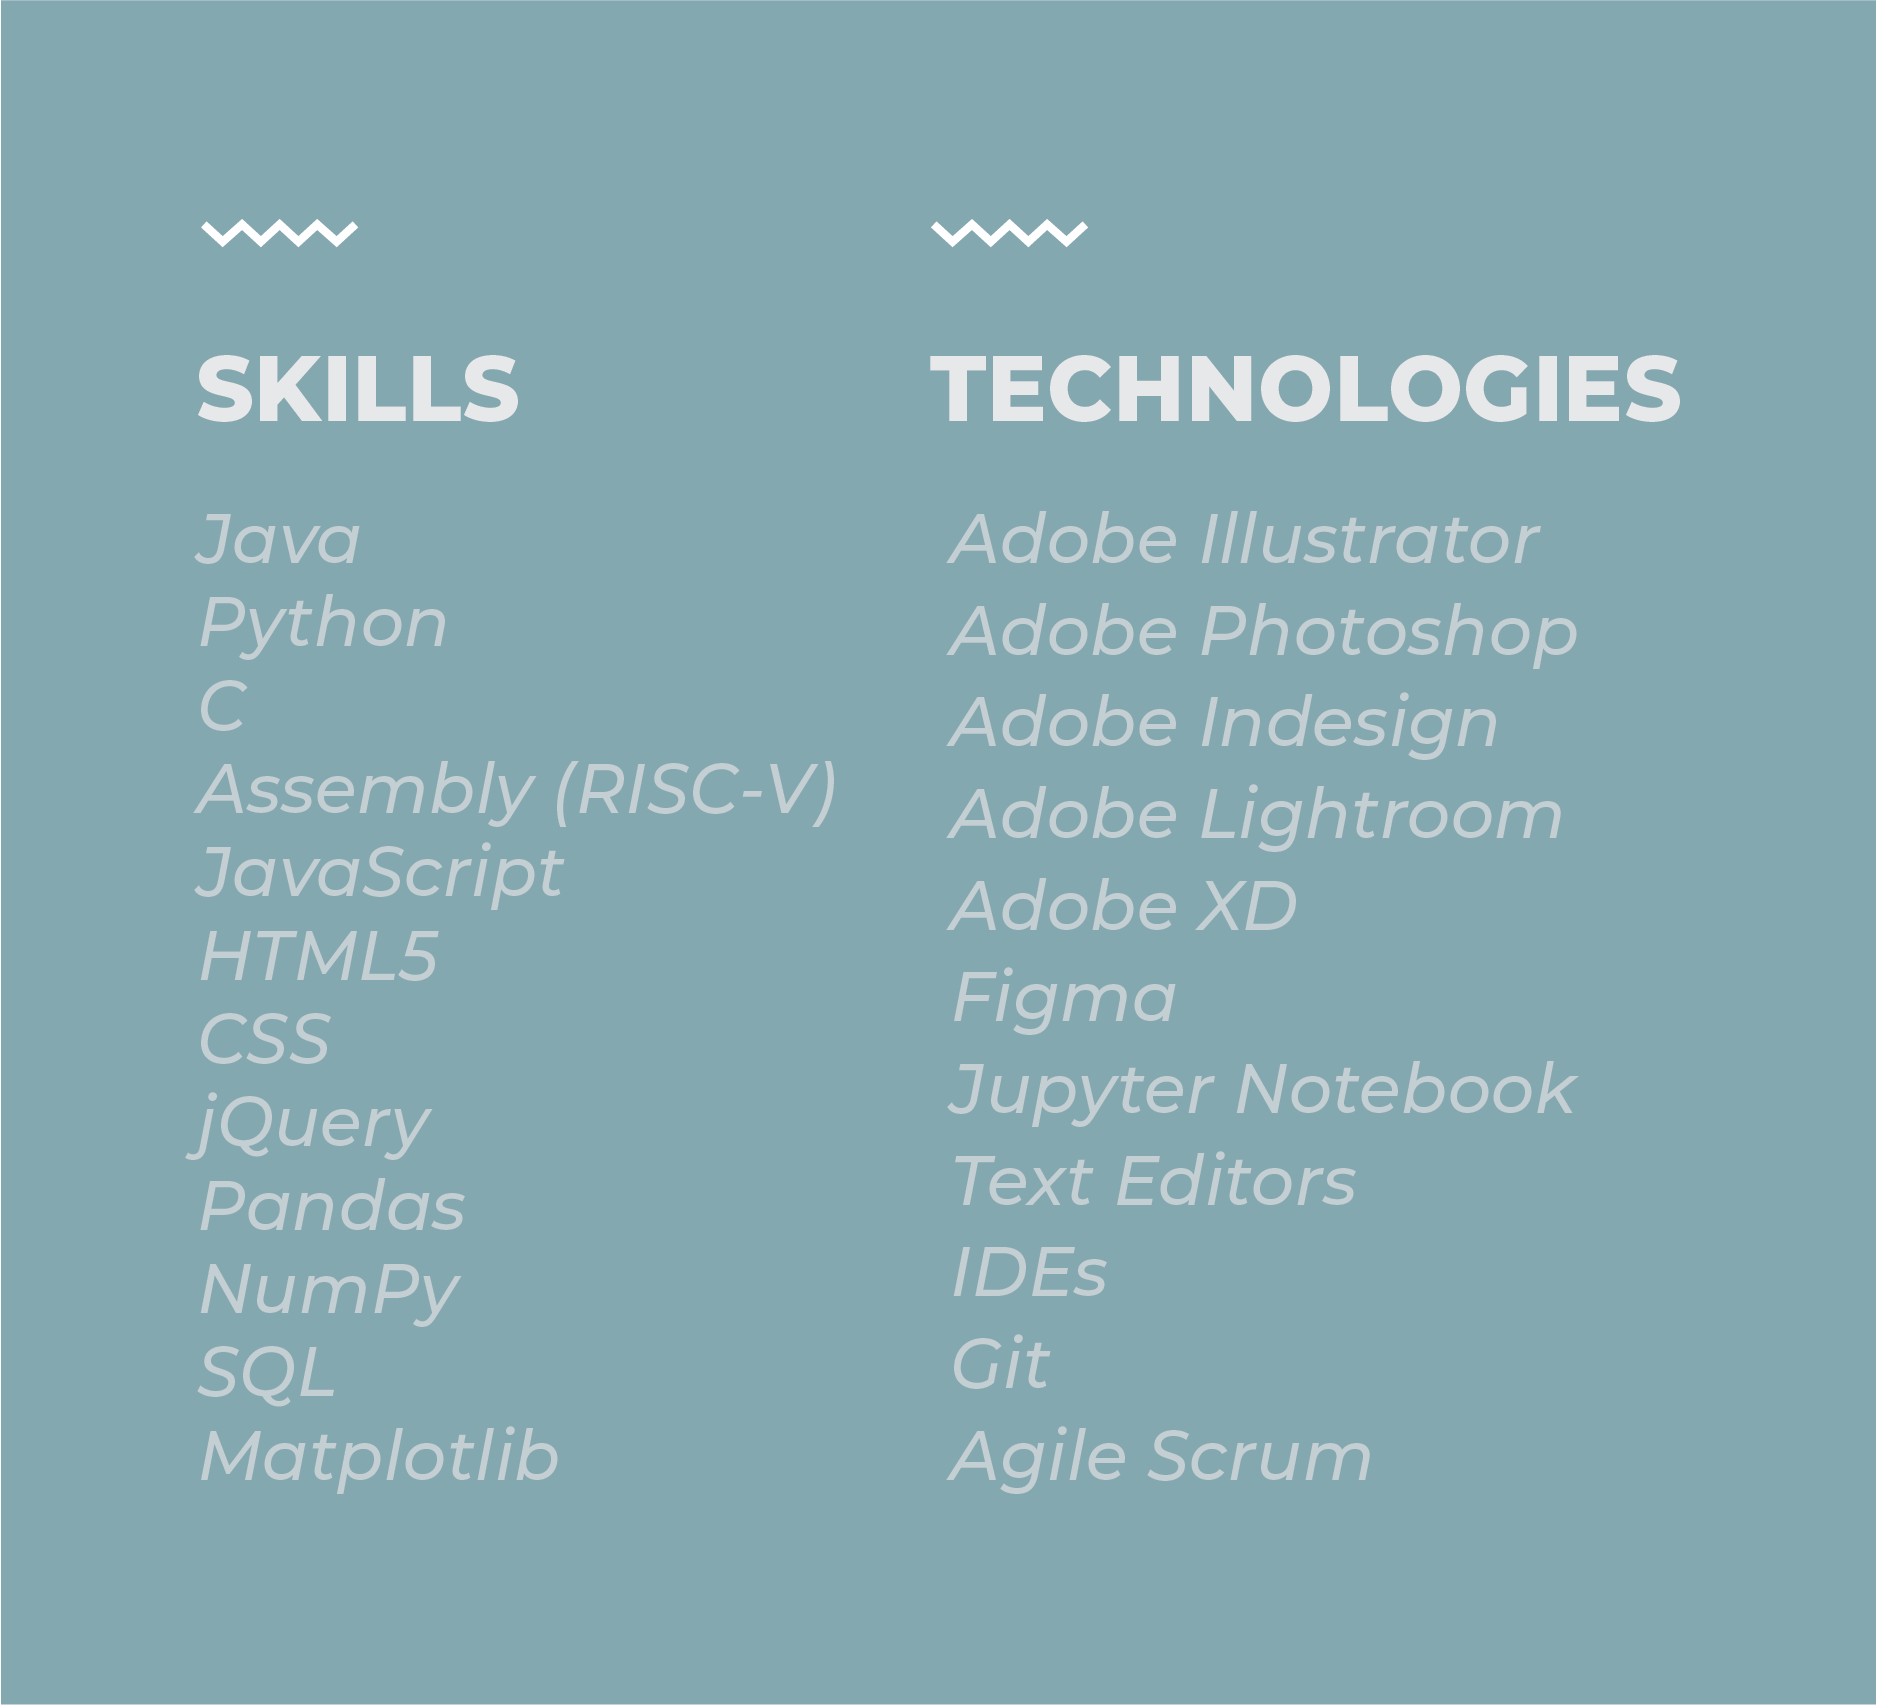 SKILLS
Java
Python
C
Assembly (RISC-V)
JavaScript
HTML5
CSS
jQuery
Pandas
NumPy
SQL
Matplotlib
TECHNOLOGIES
Adobe Illustrator
Adobe Photoshop
Adobe Indesign
Adobe Lightroom
Adobe XD
Figma
Jupyter Notebook
Text Editors
IDEs
Git
Agile Scrum